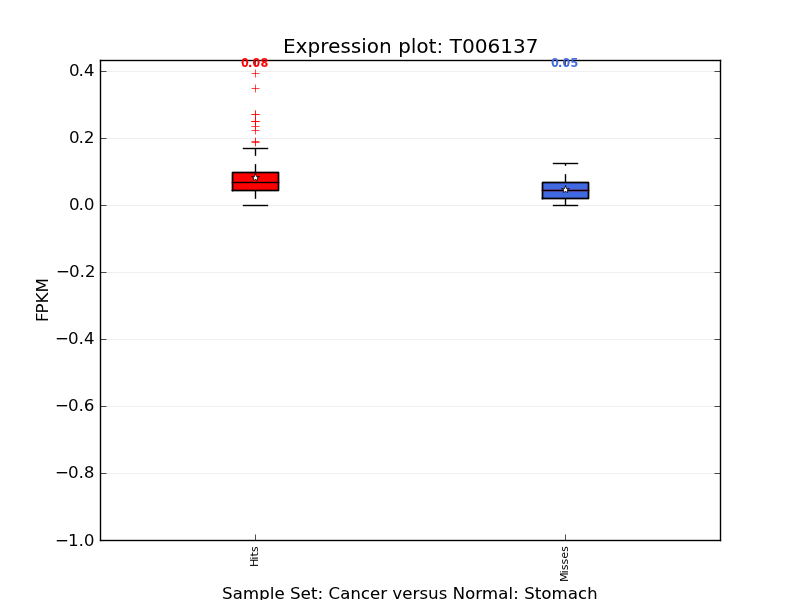 Expression plot: T006137
0.08
0.05
0.4
0.2
0.0
−0.2
−0.4
−0.6
−0.8
−1.0
FPKM
Hits
Misses
Sample Set: Cancer versus Normal: Stomach